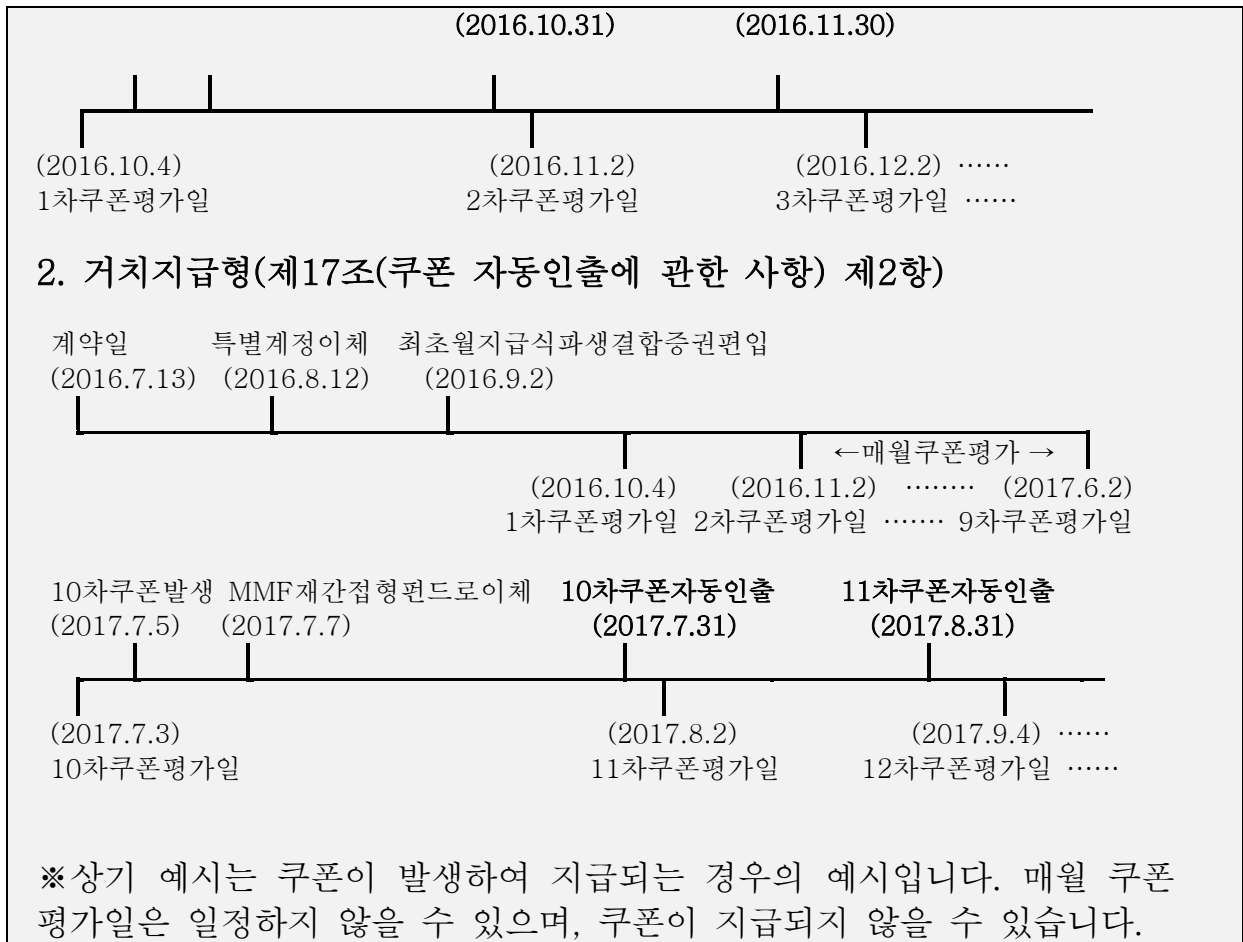 (2016.10.31) (2016.11.30)
(2016.10.4) (2016.11.2) (2016.12.2) ……
1차쿠폰평가일 2차쿠폰평가일 3차쿠폰평가일 ……
2. 거치지급형(제17조(쿠폰 자동인출에 관한 사항) 제2항)
계약일 특별계정이체 최초월지급식파생결합증권편입
(2016.7.13) (2016.8.12) (2016.9.2)
←매월쿠폰평가→
(2016.10.4) (2016.11.2) …….. (2017.6.2)
1차쿠폰평가일 2차쿠폰평가일 ……. 9차쿠폰평가일
10차쿠폰발생 MMF재간접형펀드로이체 10차쿠폰자동인출 11차쿠폰자동인출
(2017.7.5) (2017.7.7) (2017.7.31) (2017.8.31)
(2017.7.3) (2017.8.2) (2017.9.4) ……
10차쿠폰평가일 11차쿠폰평가일 12차쿠폰평가일 ……
※상기 예시는 쿠폰이 발생하여 지급되는 경우의 예시입니다. 매월 쿠폰
평가일은 일정하지 않을 수 있으며, 쿠폰이 지급되지 않을 수 있습니다.